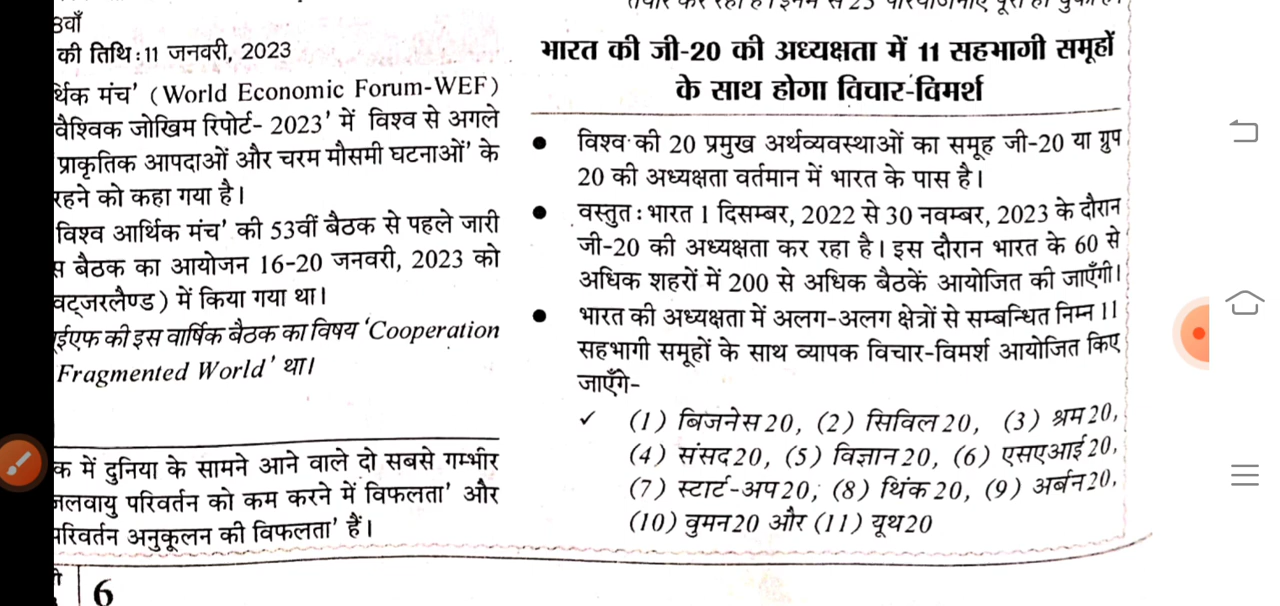 8वाँ
की तिथि : 11 जनवरी, 2023
र्थिक मंच' (World Economic Forum-WEF)
वैश्विक जोखिम रिपोर्ट- 2023' में विश्व से अगले
प्राकृतिक आपदाओं और चरम मौसमी घटनाओं' के
रहने को कहा गया है।
विश्व आर्थिक मंच' की 53वीं बैठक से पहले जारी
स बैठक का आयोजन 16-20 जनवरी, 2023 को
वट्जरलैण्ड) में किया गया था।
ईएफ की इस वार्षिक बैठक का विषय 'Cooperation
Fragmented World' था।
क में दुनिया के सामने आने वाले दो सबसे गम्भीर
जलवायु परिवर्तन को कम करने में विफलता' और
परिवर्तन अनुकूलन की विफलता' हैं।
6
भारत की जी-20 की अध्यक्षता में 11 सहभागी समूहों
के साथ होगा विचार-विमर्श
● विश्व की 20 प्रमुख अर्थव्यवस्थाओं का समूह जी-20 या ग्रुप
20 की अध्यक्षता वर्तमान में भारत के पास है।
● वस्तुत : भारत 1 दिसम्बर, 2022 से 30 नवम्बर, 2023 के दौरान
जी-20 की अध्यक्षता कर रहा है। इस दौरान भारत के 60 से
अधिक शहरों में 200 से अधिक बैठकें आयोजित की जाएँगी।
● भारत की अध्यक्षता में अलग-अलग क्षेत्रों से सम्बन्धित निम्न 11
सहभागी समूहों के साथ व्यापक विचार-विमर्श आयोजित किए
जाएँगे-
✓ (1) बिजनेस20, (2) सिविल20, (3) श्रम20,
(4) संसद20, (5) विज्ञान20, (6) एसएआई20,
(7) स्टार्ट-अप20, (8) थिंक20, (9) अर्बन20,
(10) वुमन20 और (11) यूथ20